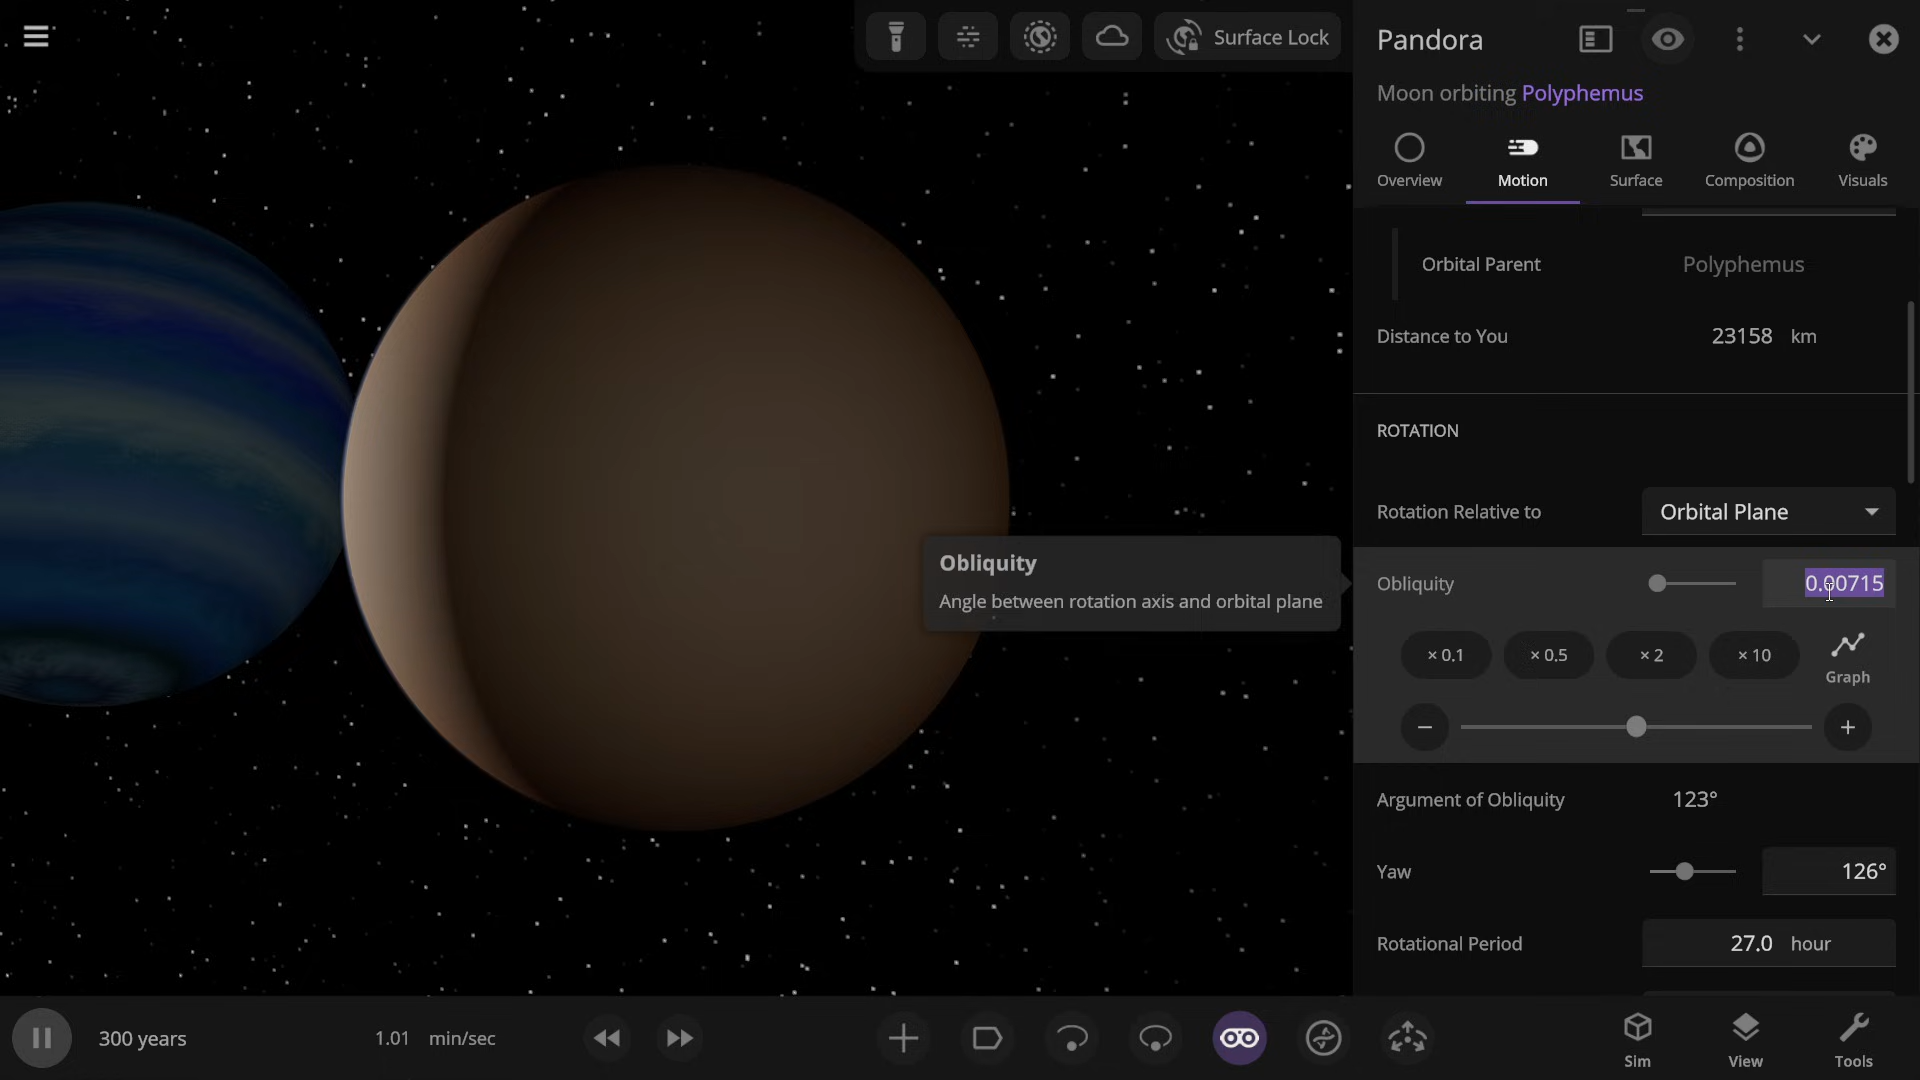 Surface Lock
Pandora
Moon orbiting Polyphemus
Overview
Motion
Surface
Composition
Visuals
Orbital Parent
Polyphemus
Distance to You
23158 km
ROTATION
Rotation Relative to
Orbital Plane
Obliquity
Angle between rotation axis and orbital plane
Obliquity
0.00715
× 0.1
× 0.5
× 2
× 10
Graph
Argument of Obliquity
123°
Yaw
126°
Rotational Period
27.0 hour
300 years
1.01 min/sec
Sim
View
Tools